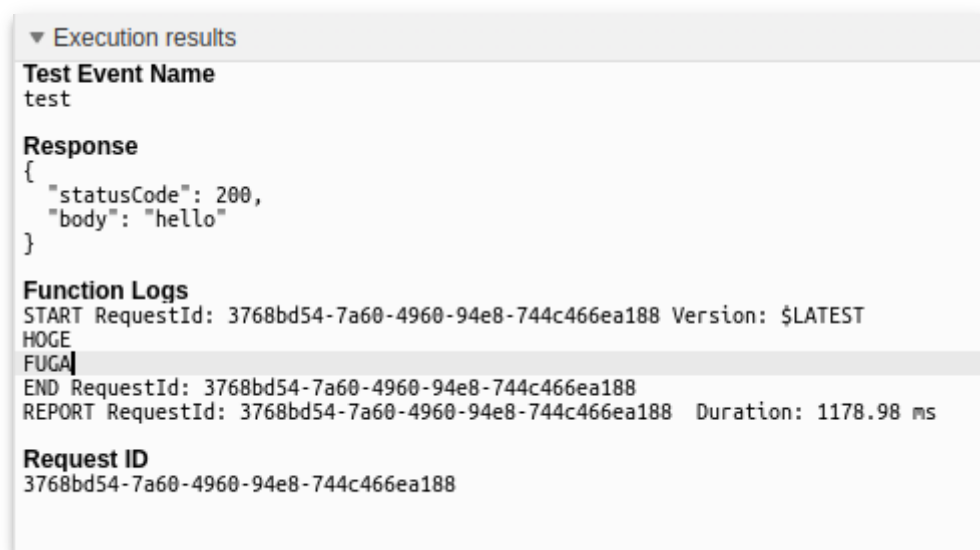 Execution results
Test Event Name
test
Response
{
  "statusCode": 200,
  "body": "hello"
}
Function Logs
START RequestId: 3768bd54-7a60-4960-94e8-744c466ea188 Version: $LATEST
HOGE
FUGA
END RequestId: 3768bd54-7a60-4960-94e8-744c466ea188
REPORT RequestId: 3768bd54-7a60-4960-94e8-744c466ea188  Duration: 1178.98 ms
Request ID
3768bd54-7a60-4960-94e8-744c466ea188